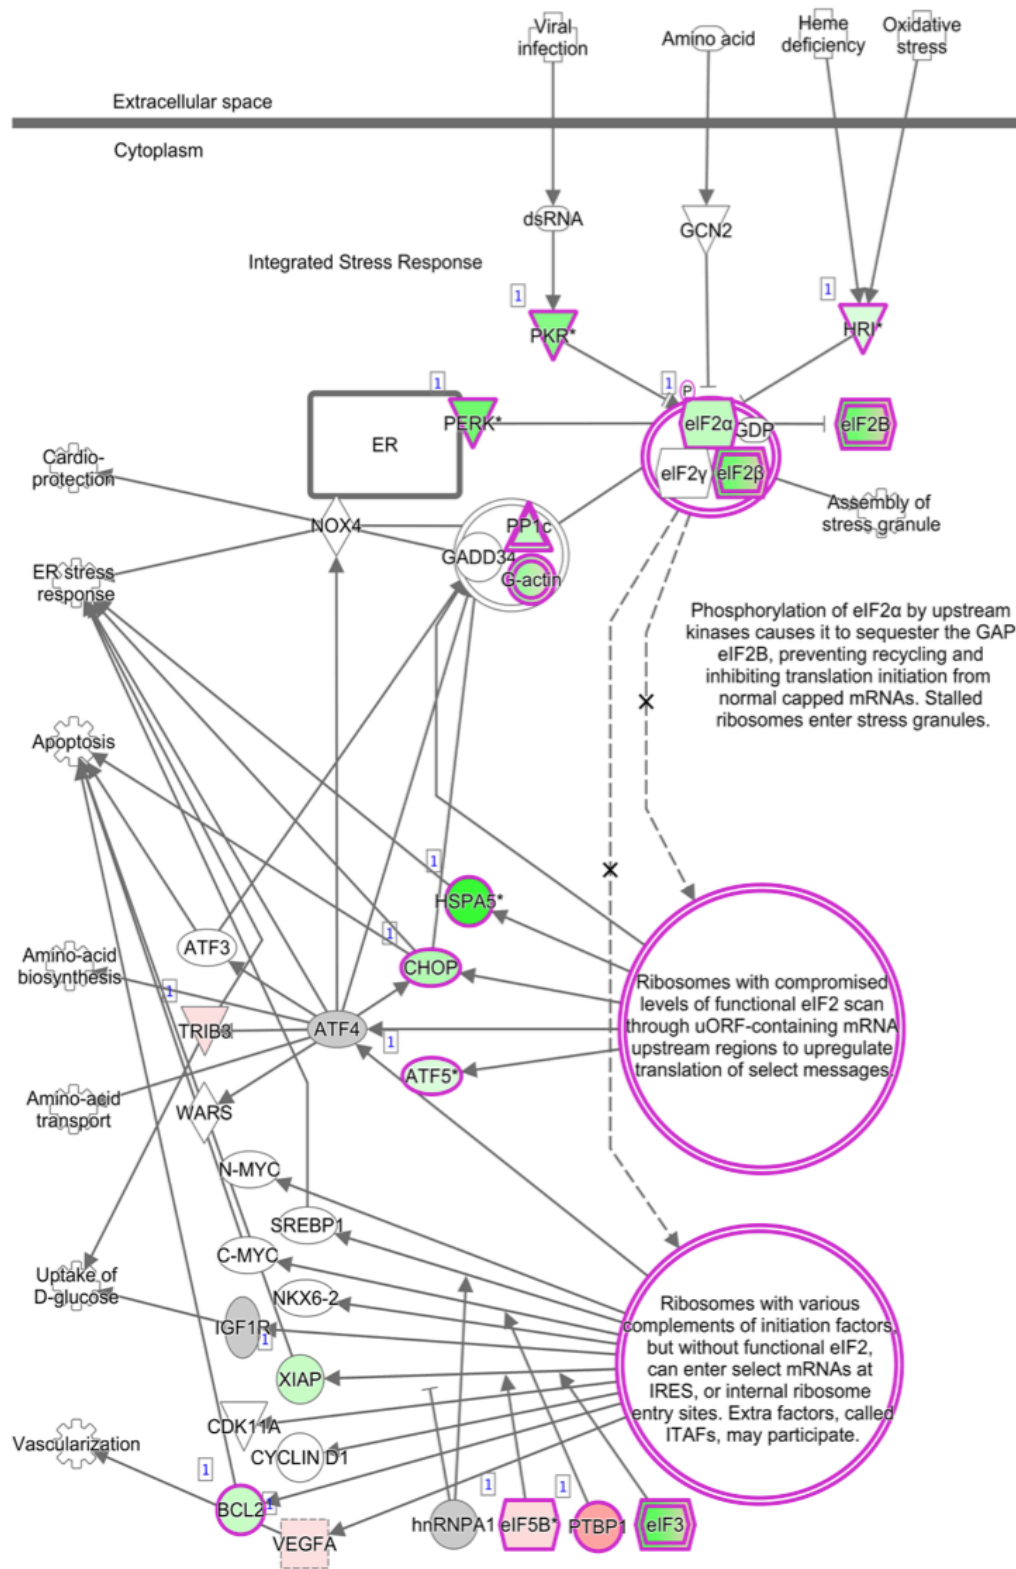 Viral
infection
Amino acid
Heme
deficiency
Oxidative
stress
Extracellular space
Cytoplasm
dsRNA
GCN2
Integrated Stress Response
1
1
PKR*
HRI*
1
1
P
PERK*
eIF2α
GDP
eIF2B
ER
eIF2γ
eIF2β
Cardio-
protection
Assembly of
stress granule
NOX4
PP1c
GADD34
G-actin
ER stress
response
Phosphorylation of eIF2α by upstream
kinases causes it to sequester the GAP
eIF2B, preventing recycling and
inhibiting translation initiation from
normal capped mRNAs. Stalled
ribosomes enter stress granules.
Apoptosis
1
HSPA5*
1
ATF3
CHOP
Amino-acid
biosynthesis
1
TRIB3
ATF4
1
ATF5*
Ribosomes with compromised
levels of functional eIF2 scan
through uORF-containing mRNA
upstream regions to upregulate
translation of select messages.
Amino-acid
transport
WARS
N-MYC
SREBP1
C-MYC
Uptake of
D-glucose
NKX6-2
IGF1R
1
XIAP
Ribosomes with various
complements of initiation factors,
but without functional eIF2,
can enter select mRNAs at
IRES, or internal ribosome
entry sites. Extra factors, called
ITAFs, may participate.
CDK11A
CYCLIN D1
Vascularization
1
BCL2
1
VEGFA
hnRNPA1
1
eIF5B*
1
PTBP1
eIF3